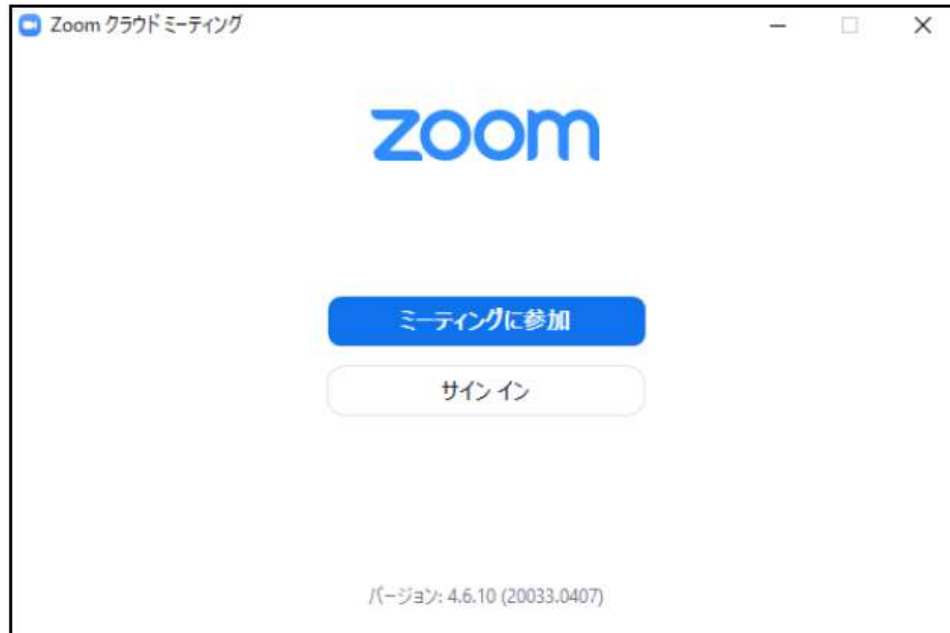 Zoom クラウド ミーティング
zoom
ミーティングに参加
サイン イン
バージョン: 4.6.10 (20033.0407)